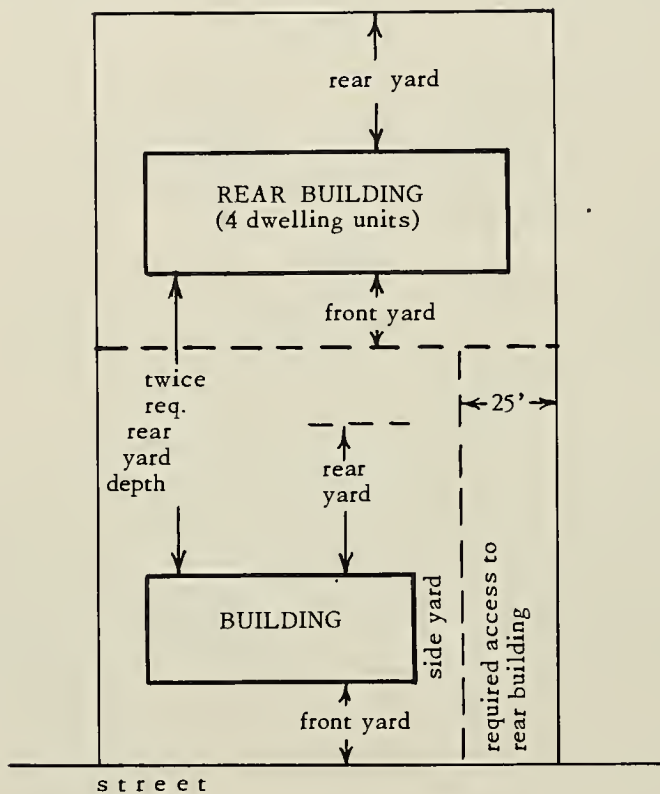 rear yard
REAR BUILDING
(4 dwelling units)
front yard
twice
req.
rear
yard
depth
25'
rear
yard
BUILDING
side yard
required access to
rear building
front yard
street